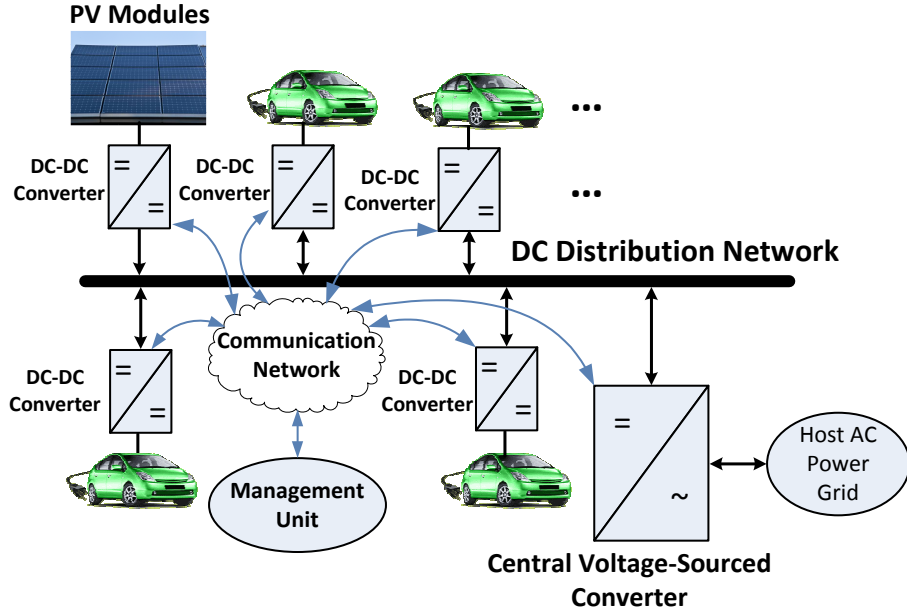 PV Modules
...
DC-DC
Converter
DC-DC
Converter
DC-DC
Converter
...
DC Distribution Network
Communication
Network
DC-DC
Converter
DC-DC
Converter
Management
Unit
Host AC
Power
Grid
Central Voltage-Sourced
Converter